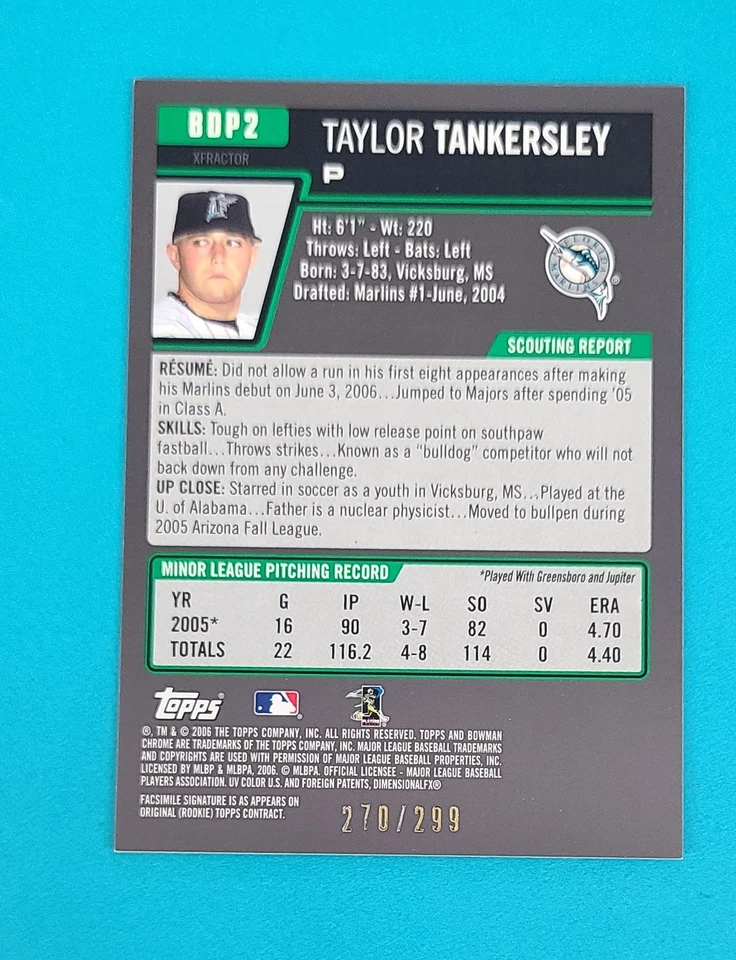 BDP2
XFRACTOR
TAYLOR TANKERSLEY
P
Ht: 6'1" - Wt: 220
Throws: Left - Bats: Left
Born: 3-7-83, Vicksburg, MS
Drafted: Marlins #1-June, 2004
SCOUTING REPORT
RÉSUMÉ: Did not allow a run in his first eight appearances after making
his Marlins debut on June 3, 2006...Jumped to Majors after spending '05
in Class A.
SKILLS: Tough on lefties with low release point on southpaw
fastball...Throws strikes...Known as a "bulldog" competitor who will not
back down from any challenge.
UP CLOSE: Starred in soccer as a youth in Vicksburg, MS...Played at the
U. of Alabama...Father is a nuclear physicist...Moved to bullpen during
2005 Arizona Fall League.
MINOR LEAGUE PITCHING RECORD
*Played With Greensboro and Jupiter
YR G IP W-L SO SV ERA
2005* 16 90 3-7 82 0 4.70
TOTALS 22 116.2 4-8 114 0 4.40
Topps®
®, TM & © 2006 THE TOPPS COMPANY, INC. ALL RIGHTS RESERVED. TOPPS AND BOWMAN
CHROME ARE TRADEMARKS OF THE TOPPS COMPANY, INC. MAJOR LEAGUE BASEBALL TRADEMARKS
AND COPYRIGHTS ARE USED WITH PERMISSION OF MAJOR LEAGUE BASEBALL PROPERTIES, INC.
LICENSED BY MLBP & MLBPA, 2006. © MLBPA. OFFICIAL LICENSEE - MAJOR LEAGUE BASEBALL
PLAYERS ASSOCIATION. UV COLOR U.S. AND FOREIGN PATENTS, DIMENSIONALFX®
FACSIMILE SIGNATURE IS AS APPEARS ON
ORIGINAL (ROOKIE) TOPPS CONTRACT.
270/299